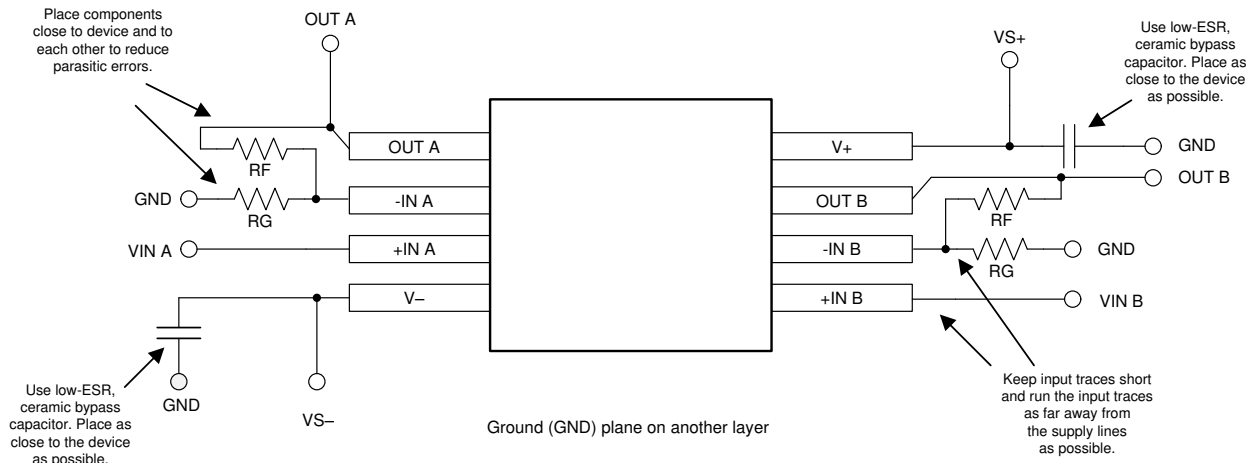 Place components
close to device and to
each other to reduce
parasitic errors.
OUT A
VS+
Use low-ESR,
ceramic bypass
capacitor. Place as
close to the device
as possible.
OUT A
RF
V+
GND
OUT B
GND
RG
-IN A
OUT B
RF
VIN A
+IN A
-IN B
RG
GND
V–
+IN B
VIN B
Use low-ESR,
ceramic bypass
capacitor. Place as
close to the device
as possible.
GND
VS–
Ground (GND) plane on another layer
Keep input traces short
and run the input traces
as far away from
the supply lines
as possible.